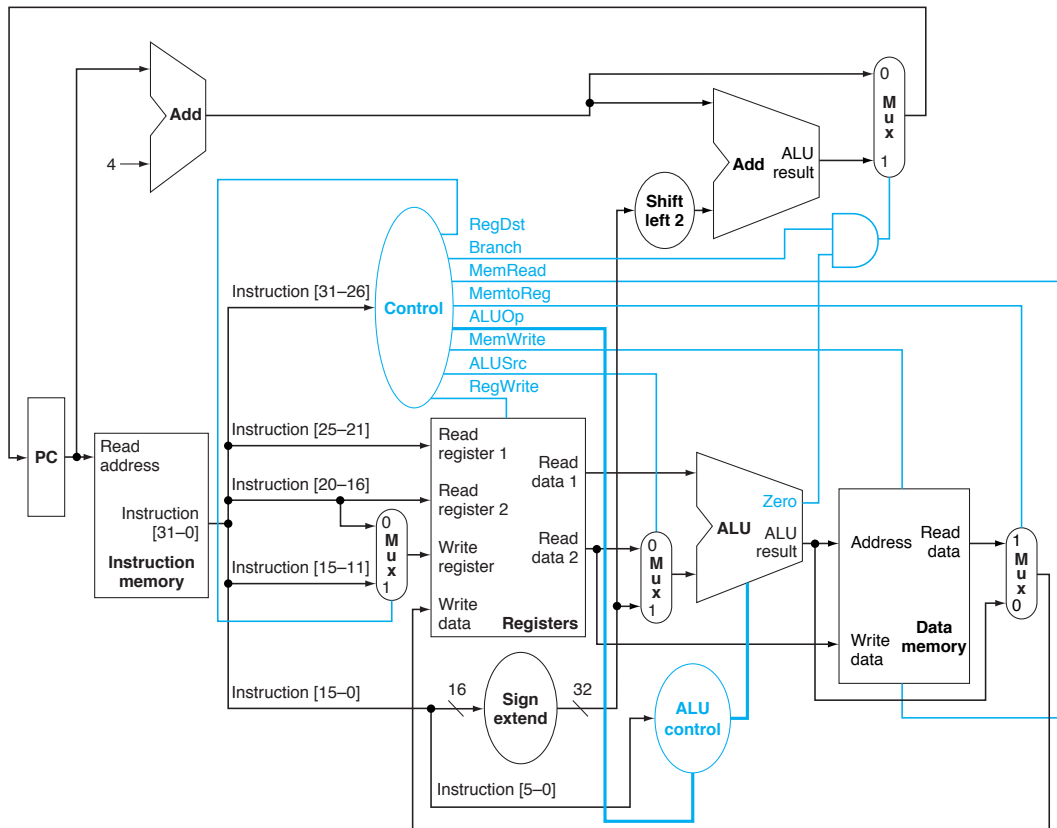 Add
4
0
Mux
1
Add
ALU
result
Shift
left 2
RegDst
Branch
MemRead
MemtoReg
ALUOp
MemWrite
ALUSrc
RegWrite
Control
Instruction [31–26]
PC
Read
address
Instruction
[31–0]
Instruction
memory
Instruction [25–21]
Instruction [20–16]
Instruction [15–11]
0
Mux
1
Read
register 1
Read
register 2
Write
register
Write
data
Read
data 1
Read
data 2
Registers
0
Mux
1
Zero
ALU
ALU
result
Address
Read
data
Write
data
Data
memory
1
Mux
0
Instruction [15–0]
16
Sign
extend
32
ALU
control
Instruction [5–0]